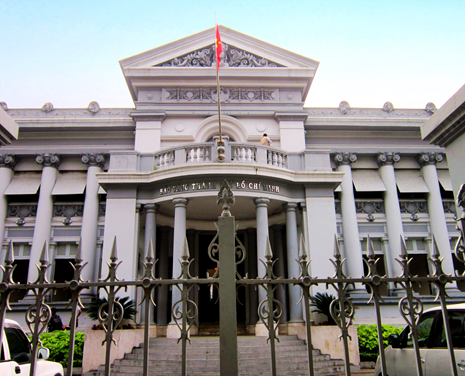 BẢO TÀNG THÀNH HỒ CHÍ MINH